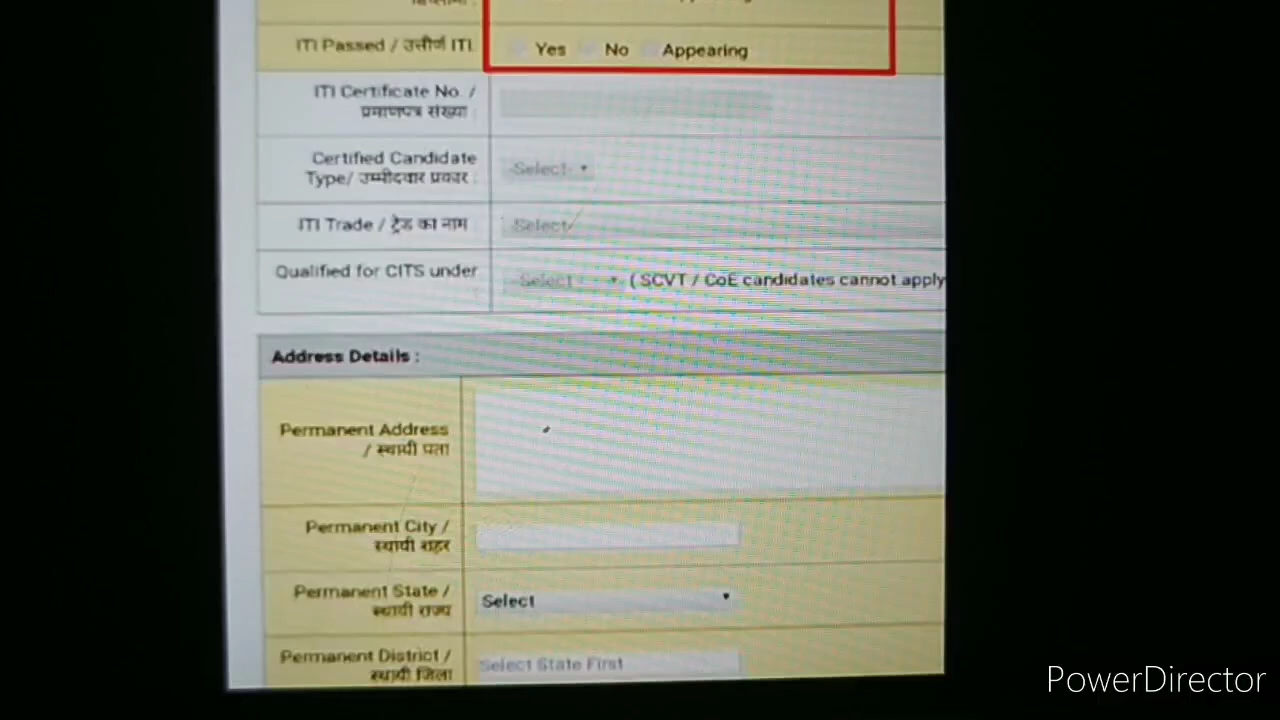 ITI Passed / उत्तीर्ण ITI
Yes No Appearing
ITI Certificate No. /
प्रमाणपत्र संख्या :
Certified Candidate
Type/ उम्मीदवार प्रकार :
-Select-
ITI Trade / ट्रेड का नाम
-Select-
Qualified for CITS under
--Select-- ( SCVT / CoE candidates cannot apply
Address Details :
Permanent Address
/ स्थायी पता
Permanent City /
स्थायी शहर
Permanent State /
स्थायी राज्य
Select
Permanent District /
स्थायी जिला
Select State First
PowerDirector